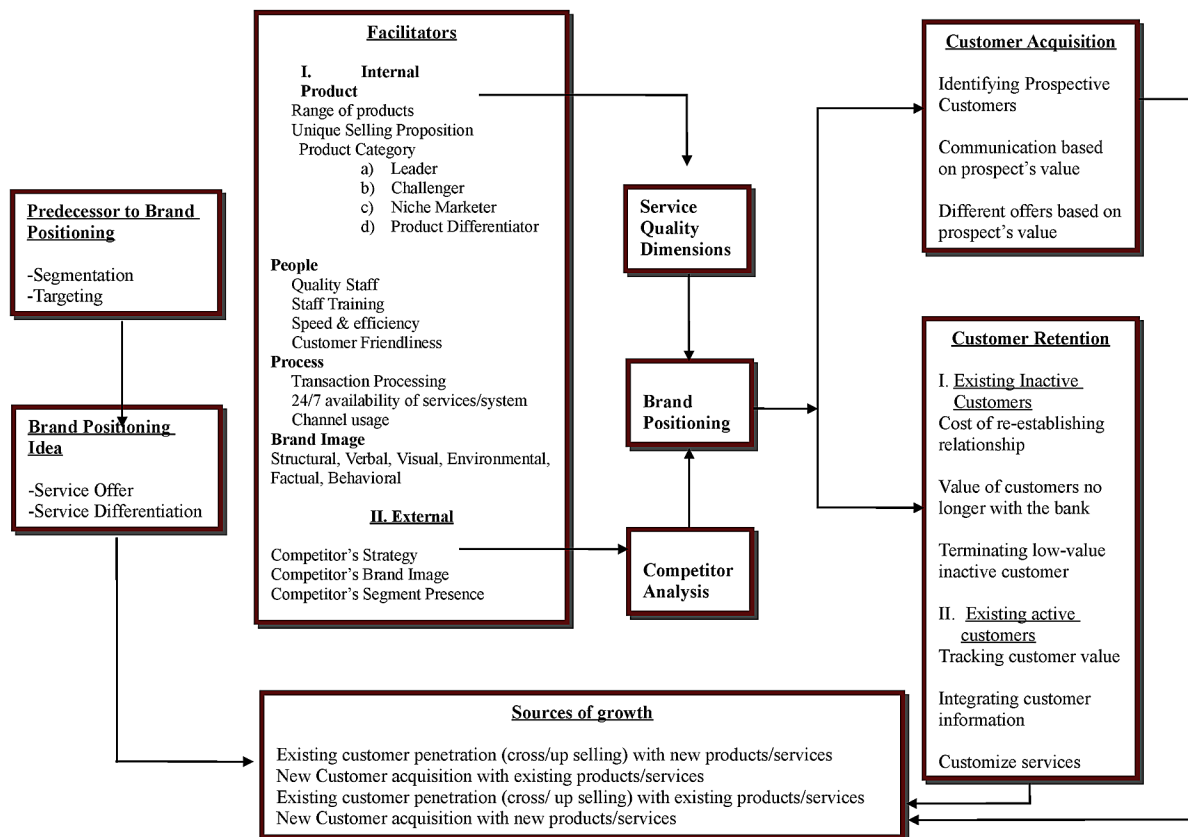 Predecessor to Brand
Positioning
-Segmentation
-Targeting
Brand Positioning
Idea
-Service Offer
-Service Differentiation
Facilitators
I. Internal
Product
Range of products
Unique Selling Proposition
Product Category
a) Leader
b) Challenger
c) Niche Marketer
d) Product Differentiator
People
Quality Staff
Staff Training
Speed & efficiency
Customer Friendliness
Process
Transaction Processing
24/7 availability of services/system
Channel usage
Brand Image
Structural, Verbal, Visual, Environmental,
Factual, Behavioral
II. External
Competitor's Strategy
Competitor's Brand Image
Competitor's Segment Presence
Service
Quality
Dimensions
Brand
Positioning
Competitor
Analysis
Customer Acquisition
Identifying Prospective
Customers
Communication based
on prospect's value
Different offers based on
prospect's value
Customer Retention
I. Existing Inactive
Customers
Cost of re-establishing
relationship
Value of customers no
longer with the bank
Terminating low-value
inactive customer
II. Existing active
customers
Tracking customer value
Integrating customer
information
Customize services
Sources of growth
Existing customer penetration (cross/up selling) with new products/services
New Customer acquisition with existing products/services
Existing customer penetration (cross/ up selling) with existing products/services
New Customer acquisition with new products/services